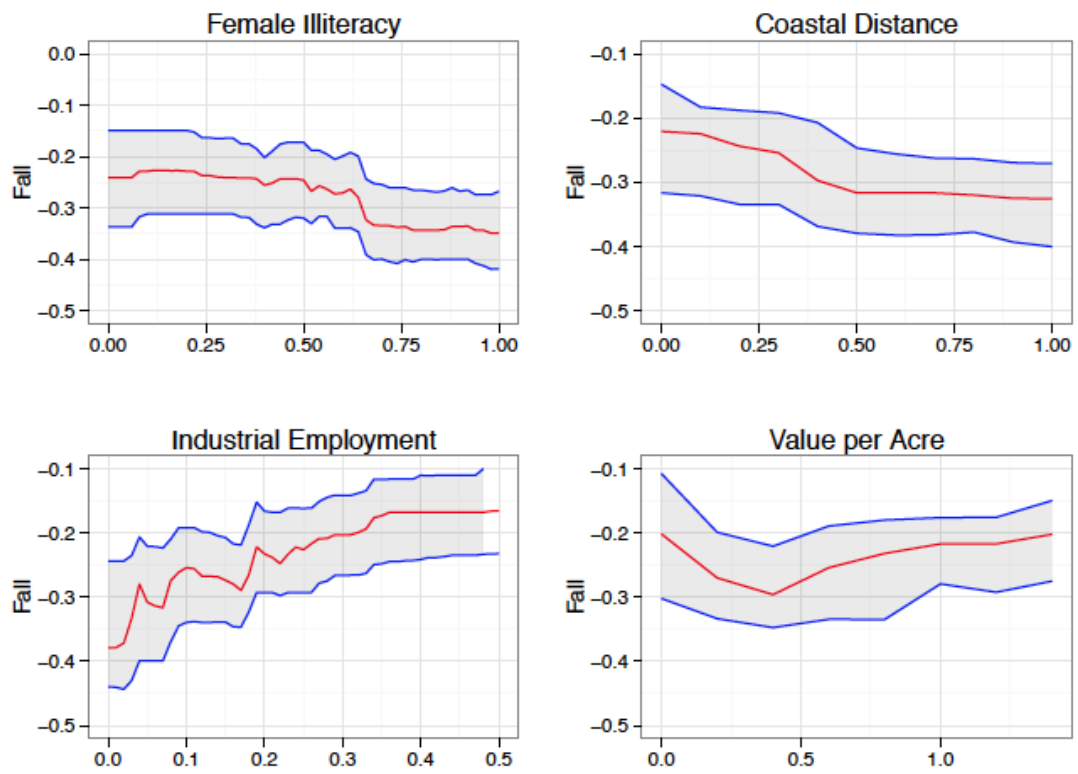 Female Illiteracy
Fall
0.0
−0.1
−0.2
−0.3
−0.4
−0.5
0.00 0.25 0.50 0.75 1.00
Coastal Distance
Fall
−0.1
−0.2
−0.3
−0.4
−0.5
0.00 0.25 0.50 0.75 1.00
Industrial Employment
Fall
−0.1
−0.2
−0.3
−0.4
−0.5
0.0 0.1 0.2 0.3 0.4 0.5
Value per Acre
Fall
−0.1
−0.2
−0.3
−0.4
−0.5
0.0 0.5 1.0